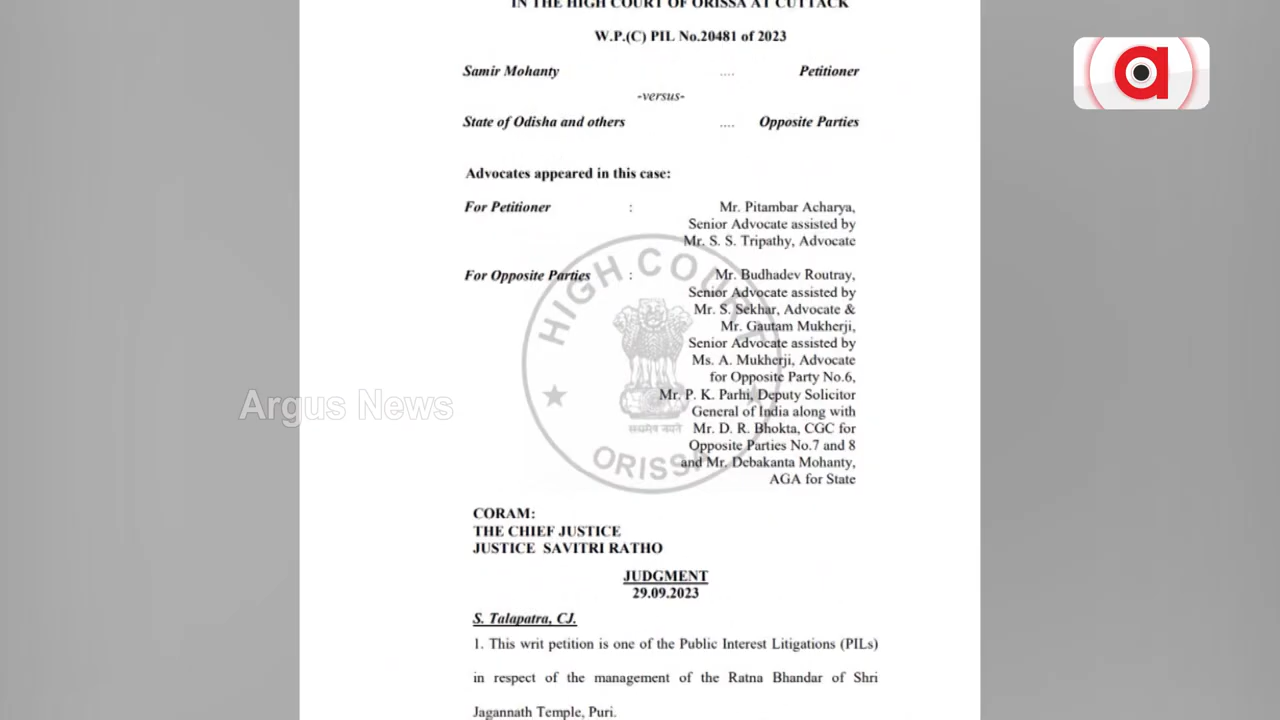 IN THE HIGH COURT OF ORISSA AT CUTTACK
W.P.(C) PIL No.20481 of 2023
Samir Mohanty .... Petitioner
-versus-
State of Odisha and others .... Opposite Parties
Advocates appeared in this case:
For Petitioner : Mr. Pitambar Acharya,
Senior Advocate assisted by
Mr. S. S. Tripathy, Advocate
For Opposite Parties : Mr. Budhadev Routray,
Senior Advocate assisted by
Mr. S. Sekhar, Advocate &
Mr. Gautam Mukherji,
Senior Advocate assisted by
Ms. A. Mukherji, Advocate
for Opposite Party No.6,
Mr. P. K. Parhi, Deputy Solicitor
General of India along with
Mr. D. R. Bhokta, CGC for
Opposite Parties No.7 and 8
and Mr. Debakanta Mohanty,
AGA for State
HIGH COURT
सत्यमेव जयते
ORISSA
Argus News
a
CORAM:
THE CHIEF JUSTICE
JUSTICE SAVITRI RATHO
JUDGMENT
29.09.2023
S. Talapatra, CJ.
1. This writ petition is one of the Public Interest Litigations (PILs)
in respect of the management of the Ratna Bhandar of Shri
Jagannath Temple, Puri.